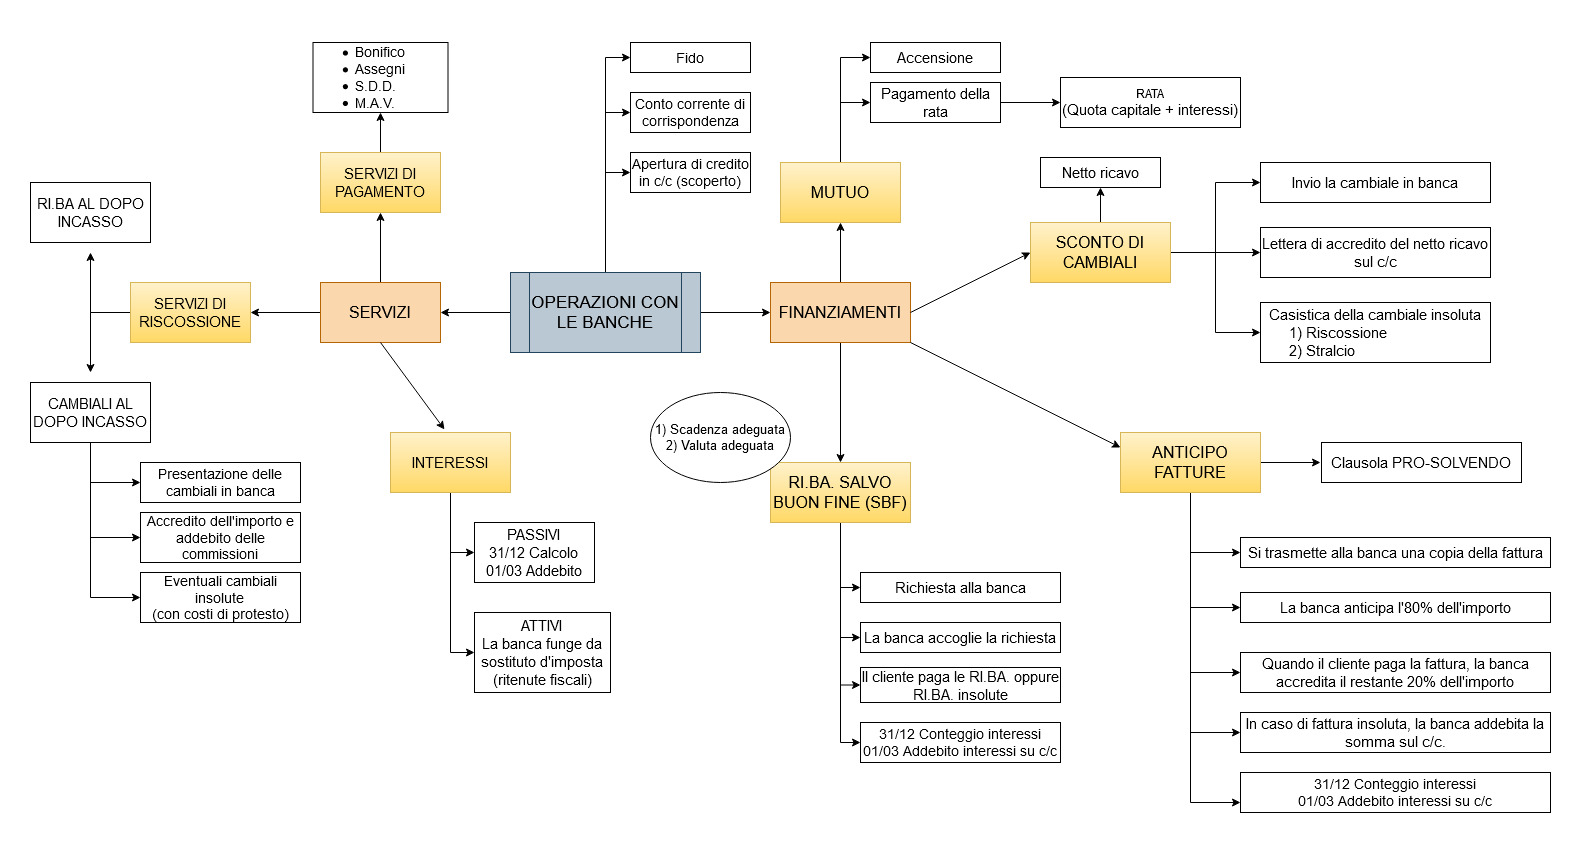 Bonifico
Assegni
S.D.D.
M.A.V.
SERVIZI DI
PAGAMENTO
RI.BA AL DOPO
INCASSO
SERVIZI DI
RISCOSSIONE
SERVIZI
CAMBIALI AL
DOPO INCASSO
Presentazione delle
cambiali in banca
Accredito dell'importo e
addebito delle
commissioni
Eventuali cambiali
insolute
(con costi di protesto)
INTERESSI
PASSIVI
31/12 Calcolo
01/03 Addebito
ATTIVI
La banca funge da
sostituto d'imposta
(ritenute fiscali)
OPERAZIONI CON
LE BANCHE
Fido
Conto corrente di
corrispondenza
Apertura di credito
in c/c (scoperto)
FINANZIAMENTI
MUTUO
Accensione
Pagamento della
rata
RATA
(Quota capitale + interessi)
SCONTO DI
CAMBIALI
Netto ricavo
Invio la cambiale in banca
Lettera di accredito del netto ricavo
sul c/c
Casistica della cambiale insoluta
1) Riscossione
2) Stralcio
1) Scadenza adeguata
2) Valuta adeguata
RI.BA. SALVO
BUON FINE (SBF)
Richiesta alla banca
La banca accoglie la richiesta
Il cliente paga le RI.BA. oppure
RI.BA. insolute
31/12 Conteggio interessi
01/03 Addebito interessi su c/c
ANTICIPO
FATTURE
Clausola PRO-SOLVENDO
Si trasmette alla banca una copia della fattura
La banca anticipa l'80% dell'importo
Quando il cliente paga la fattura, la banca
accredita il restante 20% dell'importo
In caso di fattura insoluta, la banca addebita la
somma sul c/c.
31/12 Conteggio interessi
01/03 Addebito interessi su c/c